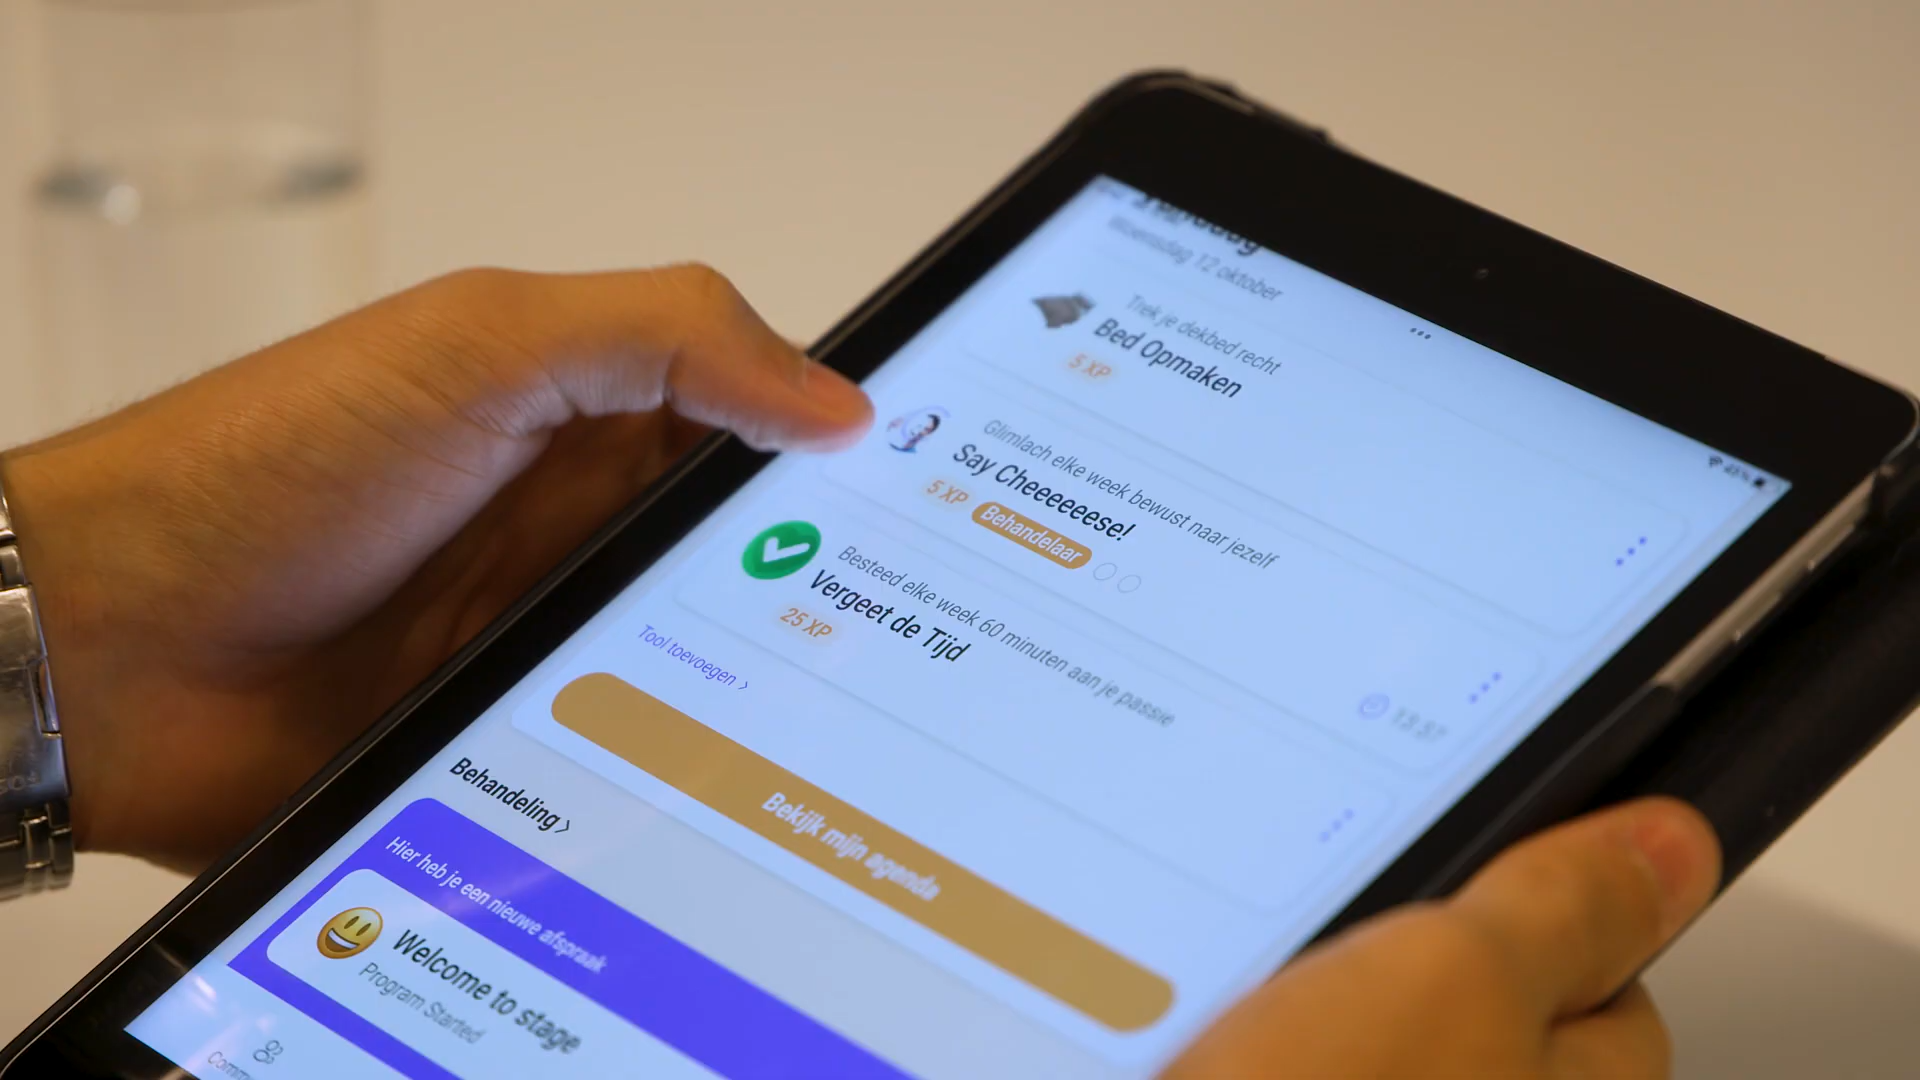 Woensdag 12 oktober
Trek je dekbed recht
Bed Opmaken
5 XP
Glimlach elke week bewust naar jezelf
Say Cheeeeeese!
5 XP Behandelaar
Besteed elke week 60 minuten aan je passie
Vergeet de Tijd
25 XP
13:37
Tool toevoegen >
Bekijk mijn agenda
Behandeling >
Hier heb je een nieuwe afspraak
Welcome to stage
Program Started